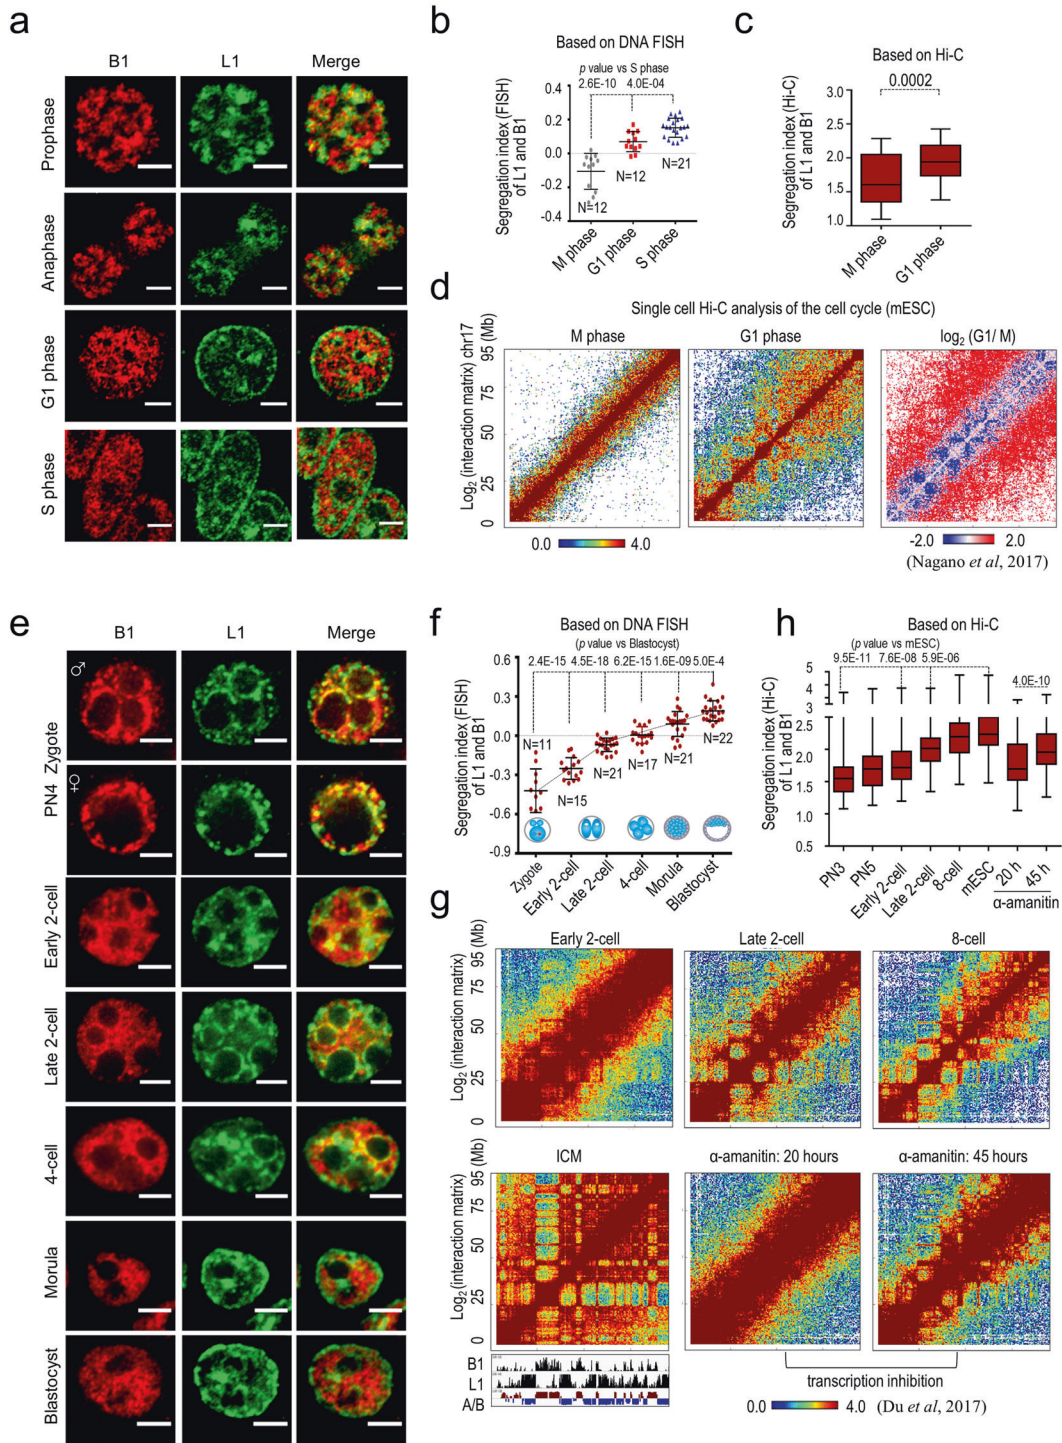 a
B1 L1 Merge
Prophase
Anaphase
G1 phase
S phase
b
Based on DNA FISH
p value vs S phase
2.6E-10 4.0E-04
Segregation index (FISH)
of L1 and B1
0.4
0.2
0.0
-0.2
-0.4
N=12
N=12
N=21
M phase
G1 phase
S phase
c
Based on Hi-C
0.0002
Segregation index (Hi-C)
of L1 and B1
3.0
2.5
2.0
1.5
1.0
M phase
G1 phase
d
Single cell Hi-C analysis of the cell cycle (mESC)
M phase G1 phase log2 (G1/ M)
Log2 (interaction matrix) chr17
0 25 50 75 95 (Mb)
0.0 4.0
-2.0 2.0
(Nagano et al, 2017)
e
B1 L1 Merge
♂
♀
PN4 Zygote
Early 2-cell
Late 2-cell
4-cell
Morula
Blastocyst
f
Based on DNA FISH
(p value vs Blastocyst)
2.4E-15 4.5E-18 6.2E-15 1.6E-09 5.0E-4
Segregation index (FISH)
of L1 and B1
0.6
0.3
0.0
-0.3
-0.6
-0.9
N=11
N=15
N=21
N=17
N=21
N=22
Zygote
Early 2-cell
Late 2-cell
4-cell
Morula
Blastocyst
h
Based on Hi-C
(p value vs mESC)
9.5E-11 7.6E-08 5.9E-06
4.0E-10
Segregation index (Hi-C)
of L1 and B1
5
4
3
2.5
2.0
1.5
1.0
0.5
PN3
PN5
Early 2-cell
Late 2-cell
8-cell
mESC
20 h
45 h
α-amanitin
g
Early 2-cell Late 2-cell 8-cell
Log2 (interaction matrix)
0 25 50 75 95 (Mb)
ICM α-amanitin: 20 hours α-amanitin: 45 hours
Log2 (interaction matrix)
0 25 50 75 95 (Mb)
B1
L1
A/B
transcription inhibition
0.0 4.0 (Du et al, 2017)